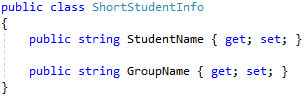 public class ShortStudentInfo
{
    public string StudentName { get; set; }
    public string GroupName { get; set; }
}